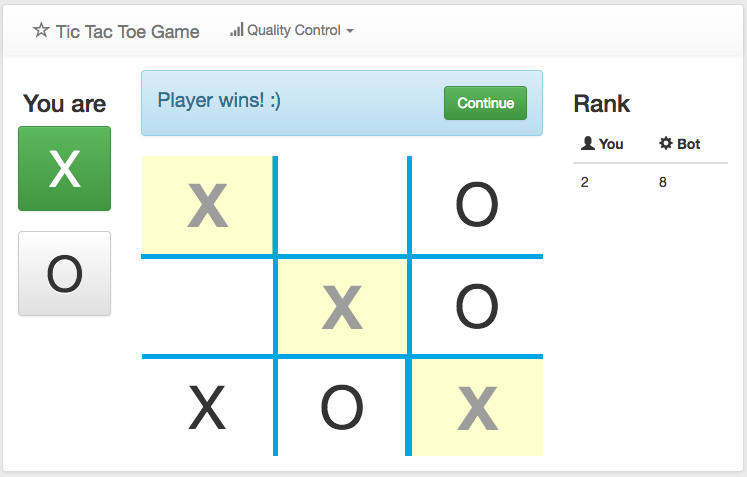 Tic Tac Toe Game Quality Control
You are
X
O
Player wins! :)
Continue
X O
X O
X O X
Rank
You Bot
2 8